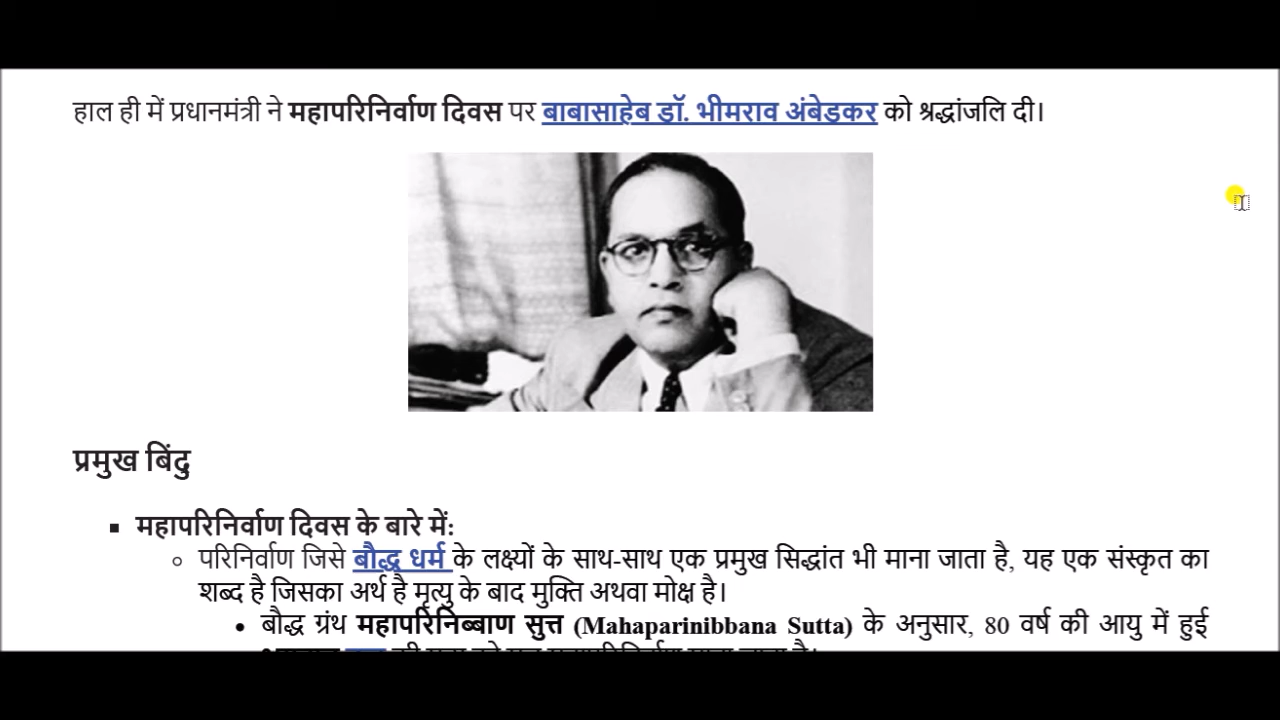 हाल ही में प्रधानमंत्री ने महापरिनिर्वाण दिवस पर बाबासाहेब डॉ. भीमराव अंबेडकर को श्रद्धांजलि दी।
प्रमुख बिंदु
महापरिनिर्वाण दिवस के बारे में:
परिनिर्वाण जिसे बौद्ध धर्म के लक्ष्यों के साथ-साथ एक प्रमुख सिद्धांत भी माना जाता है, यह एक संस्कृत का
शब्द है जिसका अर्थ है मृत्यु के बाद मुक्ति अथवा मोक्ष है।
बौद्ध ग्रंथ महापरिनिब्बाण सुत्त (Mahaparinibbana Sutta) के अनुसार, 80 वर्ष की आयु में हुई